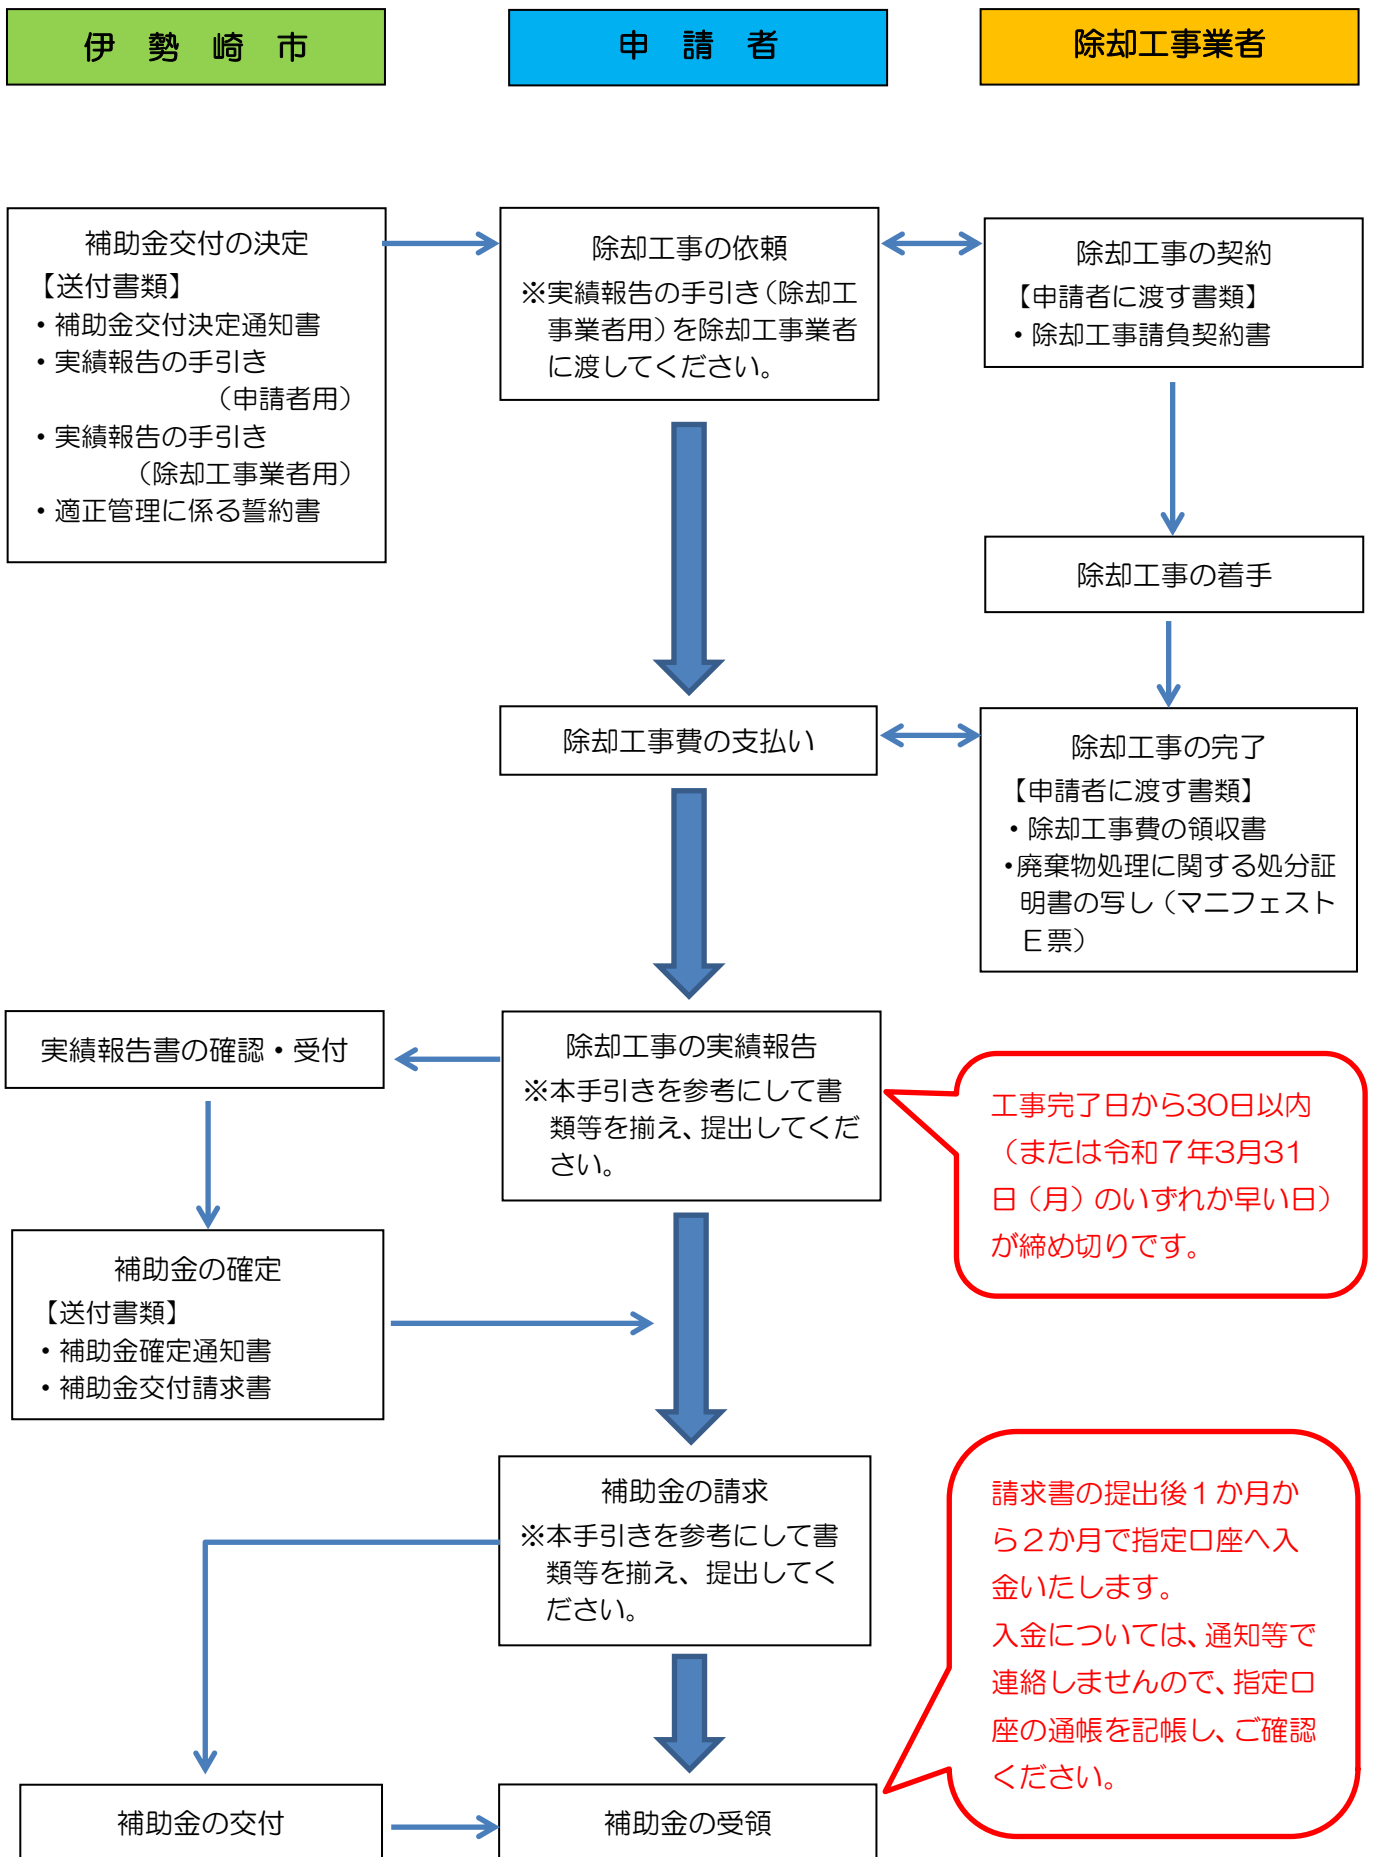 伊勢崎市
申請者
除却工事業者
補助金交付の決定
【送付書類】
・補助金交付決定通知書
・実績報告の手引き
（申請者用）
・実績報告の手引き
（除却工事業者用）
・適正管理に係る誓約書
除却工事の依頼
※実績報告の手引き（除却工
事業者用）を除却工事業者
に渡してください。
除却工事の契約
【申請者に渡す書類】
・除却工事請負契約書
除却工事の着手
除却工事費の支払い
除却工事の完了
【申請者に渡す書類】
・除却工事費の領収書
・廃棄物処理に関する処分証
明書の写し（マニフェスト
Ｅ票）
実績報告書の確認・受付
除却工事の実績報告
※本手引きを参考にして書
類等を揃え、提出してくだ
さい。
工事完了日から30日以内
（または令和７年3月31
日（月）のいずれか早い日）
が締め切りです。
補助金の確定
【送付書類】
・補助金確定通知書
・補助金交付請求書
補助金の請求
※本手引きを参考にして書
類等を揃え、提出してく
ださい。
請求書の提出後１か月か
ら２か月で指定口座へ入
金いたします。
入金については、通知等で
連絡しませんので、指定口
座の通帳を記帳し、ご確認
ください。
補助金の交付
補助金の受領